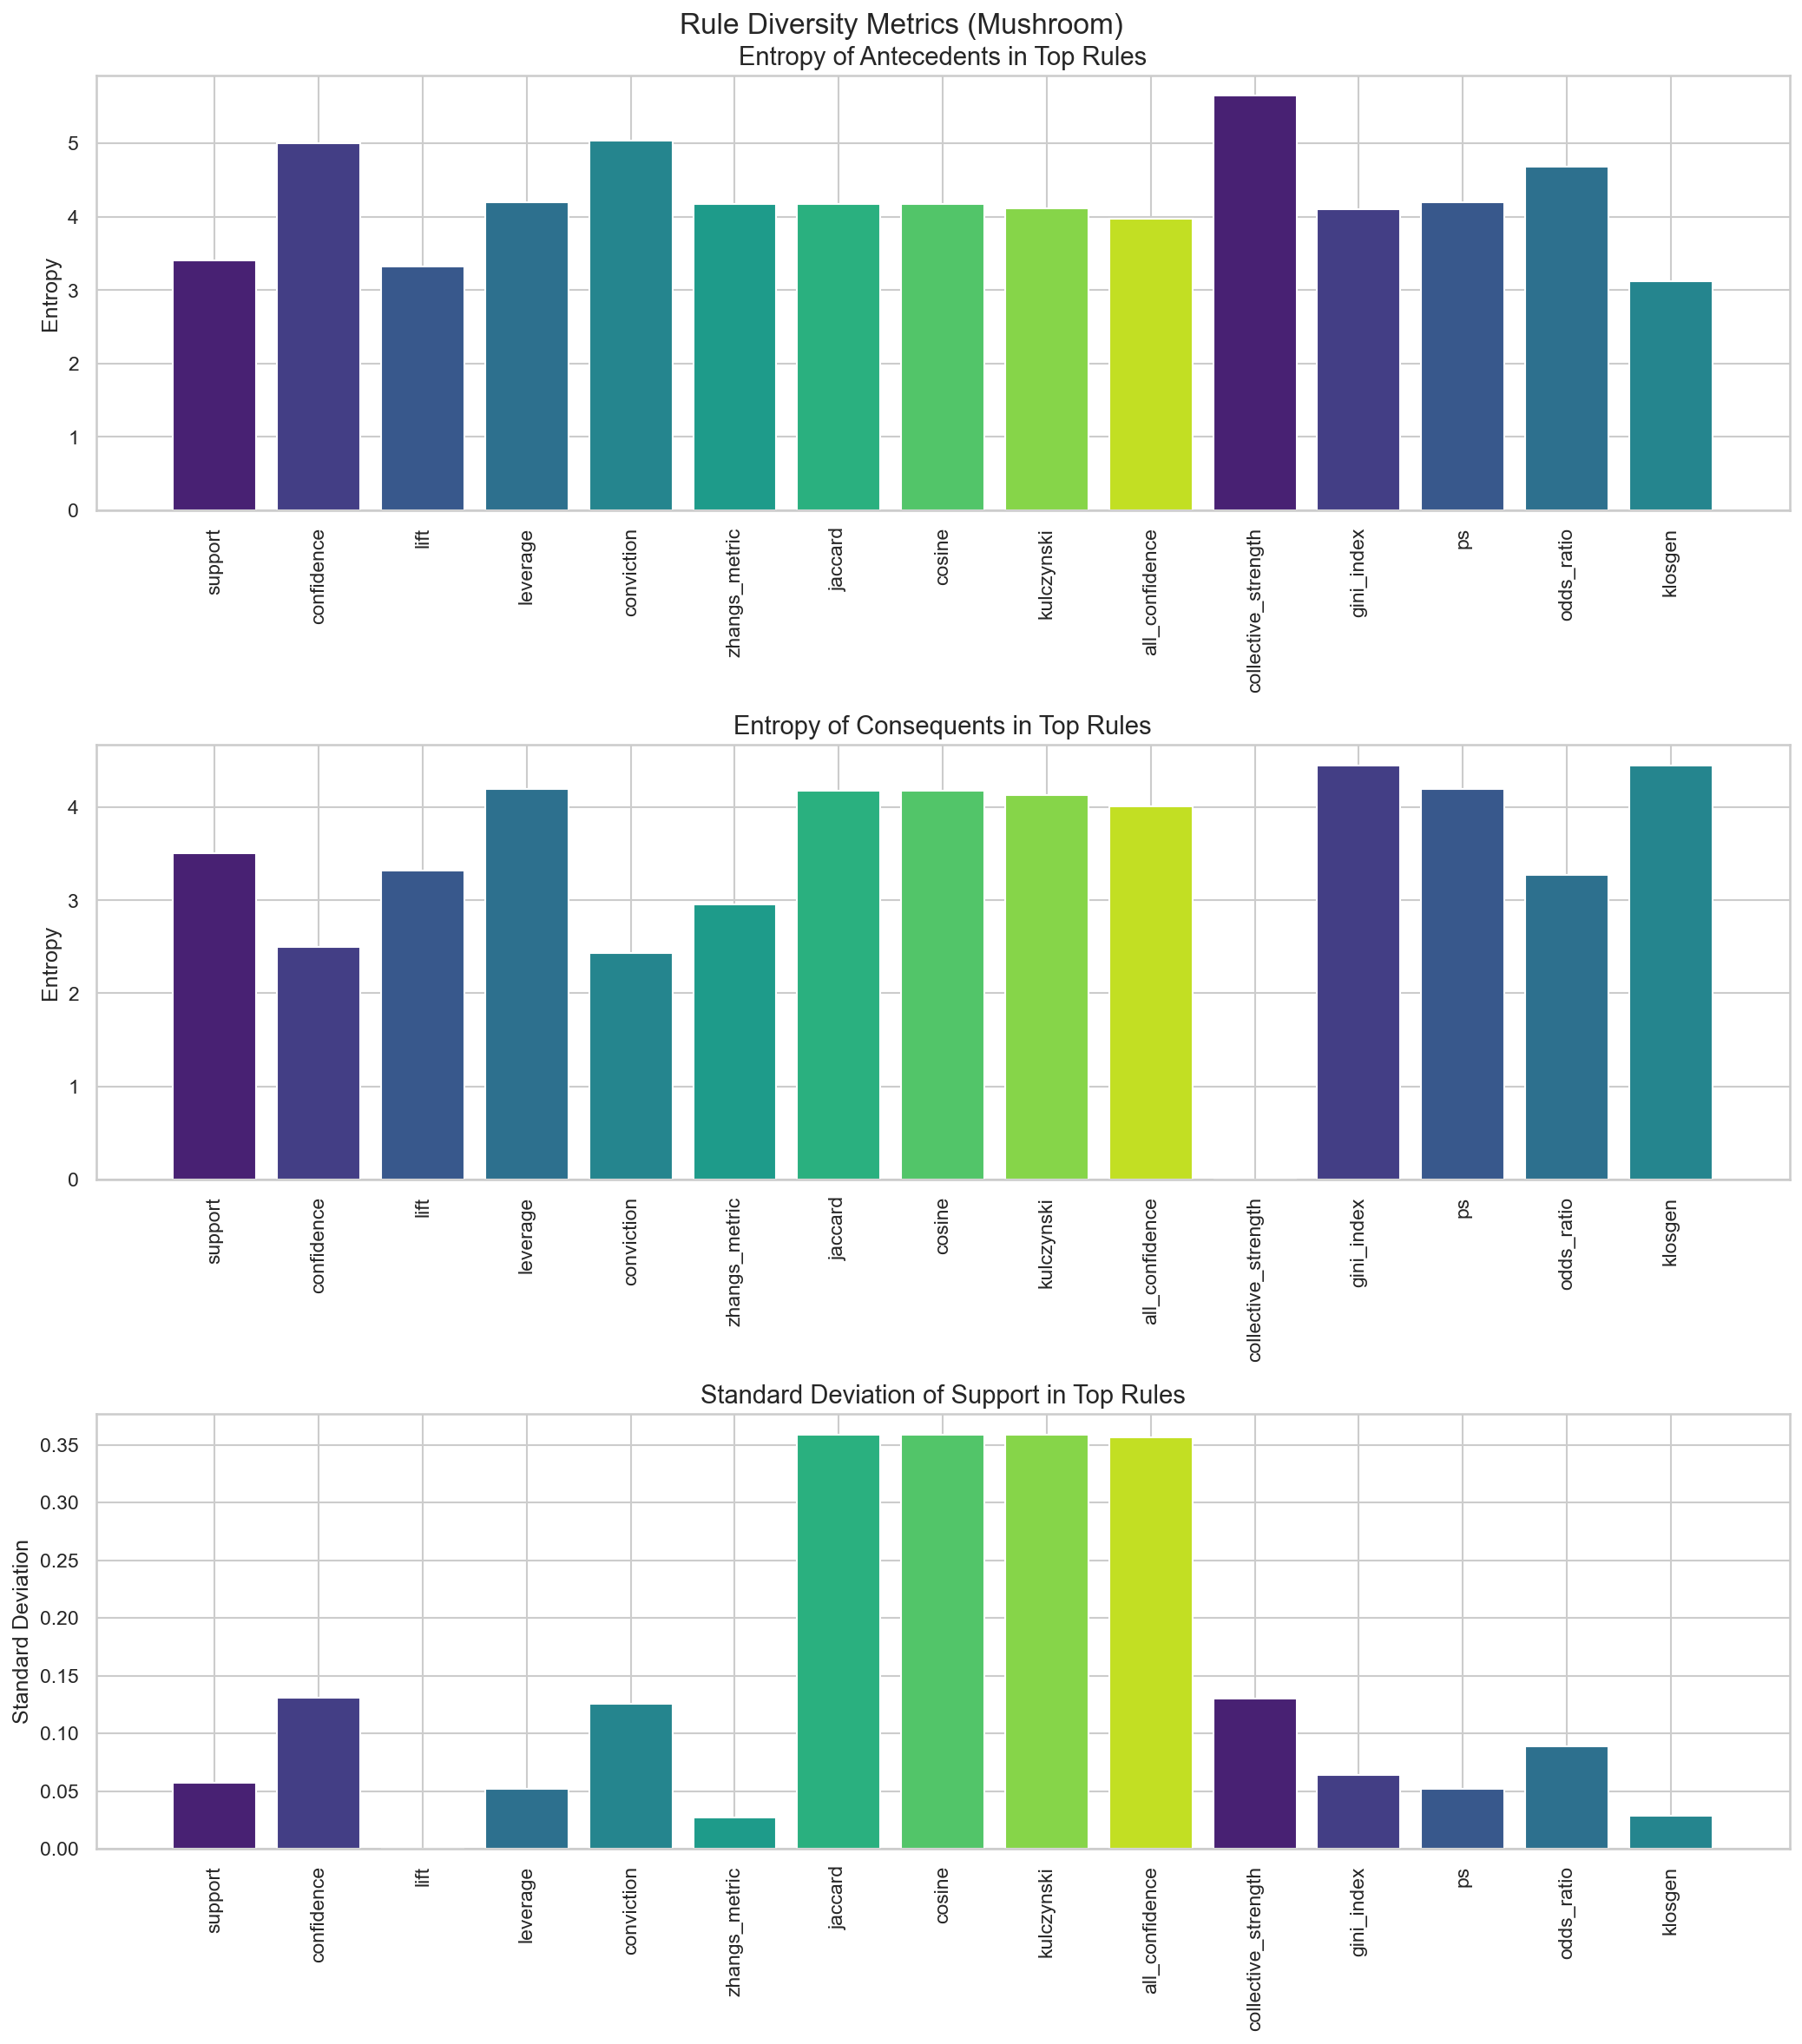 Rule Diversity Metrics (Mushroom)
Entropy of Antecedents in Top Rules
Entropy
5
4
3
2
1
0
support
confidence
lift
leverage
conviction
zhangs_metric
jaccard
cosine
kulczynski
all_confidence
collective_strength
gini_index
ps
odds_ratio
klosgen
Entropy of Consequents in Top Rules
Entropy
4
3
2
1
0
support
confidence
lift
leverage
conviction
zhangs_metric
jaccard
cosine
kulczynski
all_confidence
collective_strength
gini_index
ps
odds_ratio
klosgen
Standard Deviation of Support in Top Rules
Standard Deviation
0.35
0.30
0.25
0.20
0.15
0.10
0.05
0.00
support
confidence
lift
leverage
conviction
zhangs_metric
jaccard
cosine
kulczynski
all_confidence
collective_strength
gini_index
ps
odds_ratio
klosgen